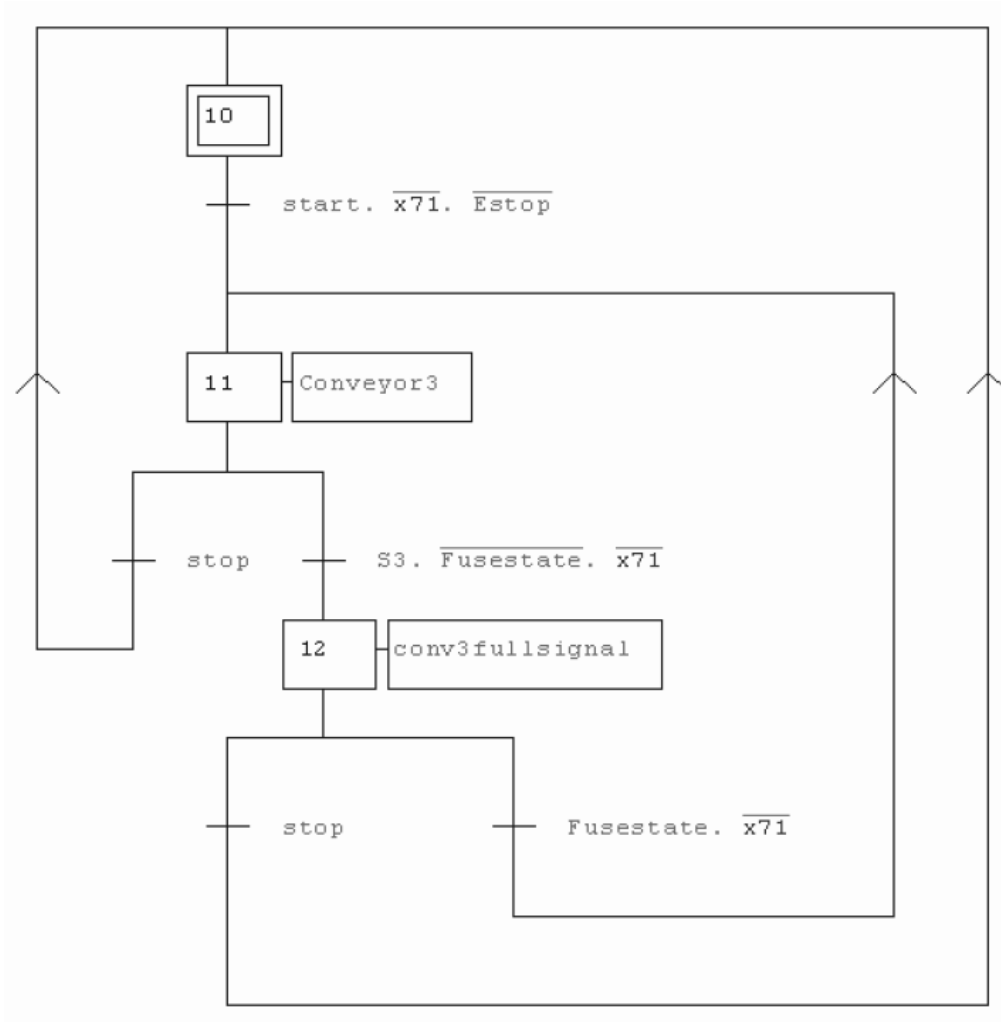 10
start. x71. Estop
11 Conveyor3
stop S3. Fusestate. x71
12 conv3fullsignal
stop Fusestate. x71